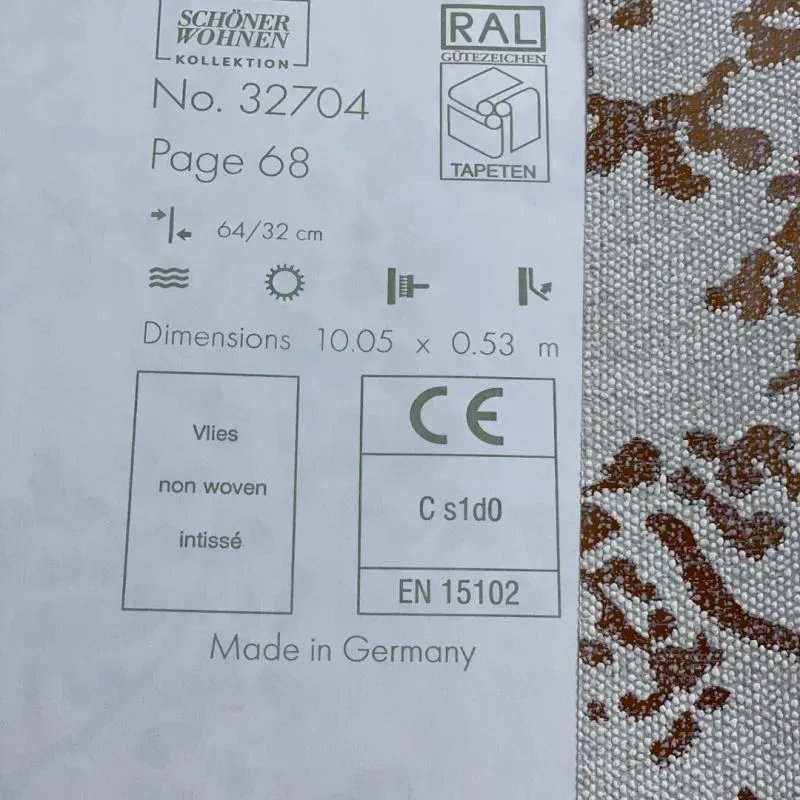 SCHÖNER
WOHNEN
KOLLEKTION
RAL
GÜTEZEICHEN
TAPETEN
No. 32704
Page 68
64/32 cm
Dimensions 10.05 x 0.53 m
Vlies
non woven
intissé
CE
C s1d0
EN 15102
Made in Germany